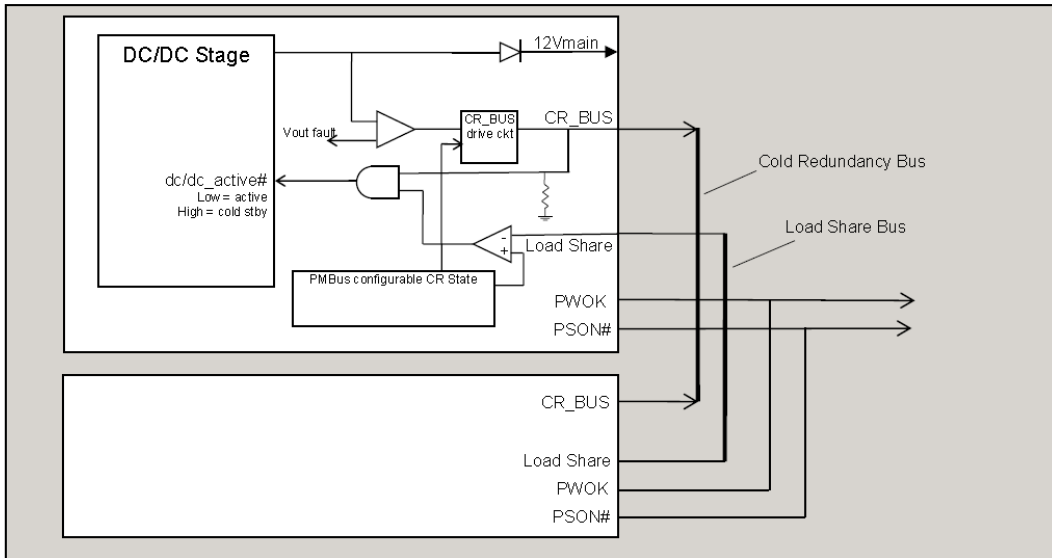 DC/DC Stage
12Vmain
CR_BUS
drive ckt
CR_BUS
Vout fault
Cold Redundancy Bus
dc/dc_active#
Low = active
High = cold stby
Load Share Bus
-
+
Load Share
PMBus configurable CR State
PWOK
PSON#
CR_BUS
Load Share
PWOK
PSON#